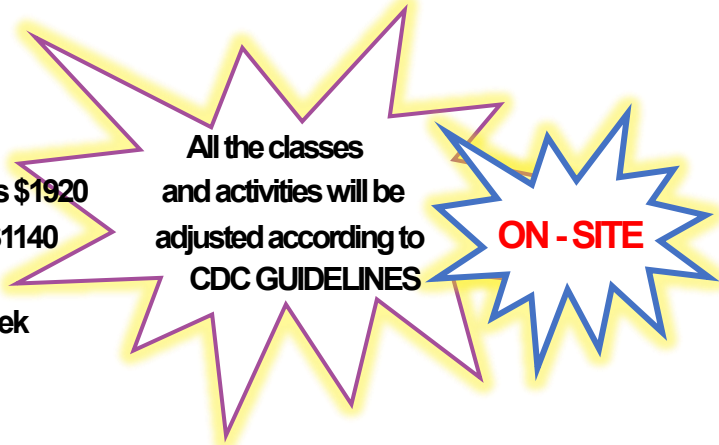 All the classes
s $1920 and activities will be
$1140 adjusted according to
ON - SITE
CDC GUIDELINES
ek